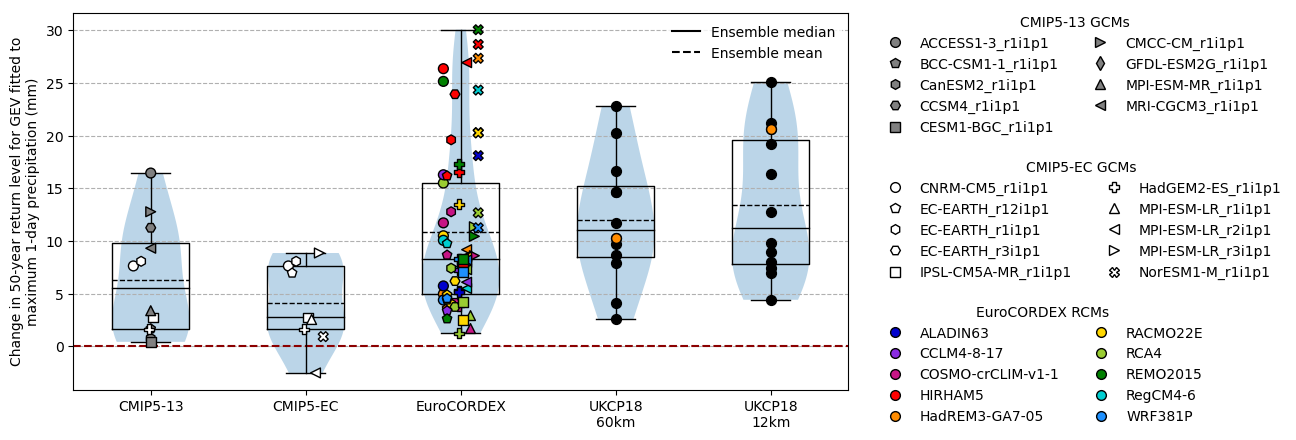 Change in 50-year return level for GEV fitted to
maximum 1-day precipitation (mm)
30
25
20
15
10
5
0
Ensemble median
Ensemble mean
CMIP5-13
CMIP5-EC
EuroCORDEX
UKCP18
60km
UKCP18
12km
CMIP5-13 GCMs
ACCESS1-3_r1i1p1
BCC-CSM1-1_r1i1p1
CanESM2_r1i1p1
CCSM4_r1i1p1
CESM1-BGC_r1i1p1
CMCC-CM_r1i1p1
GFDL-ESM2G_r1i1p1
MPI-ESM-MR_r1i1p1
MRI-CGCM3_r1i1p1
CMIP5-EC GCMs
CNRM-CM5_r1i1p1
EC-EARTH_r12i1p1
EC-EARTH_r1i1p1
EC-EARTH_r3i1p1
IPSL-CM5A-MR_r1i1p1
HadGEM2-ES_r1i1p1
MPI-ESM-LR_r1i1p1
MPI-ESM-LR_r2i1p1
MPI-ESM-LR_r3i1p1
NorESM1-M_r1i1p1
EuroCORDEX RCMs
ALADIN63
CCLM4-8-17
COSMO-crCLIM-v1-1
HIRHAM5
HadREM3-GA7-05
RACMO22E
RCA4
REMO2015
RegCM4-6
WRF381P